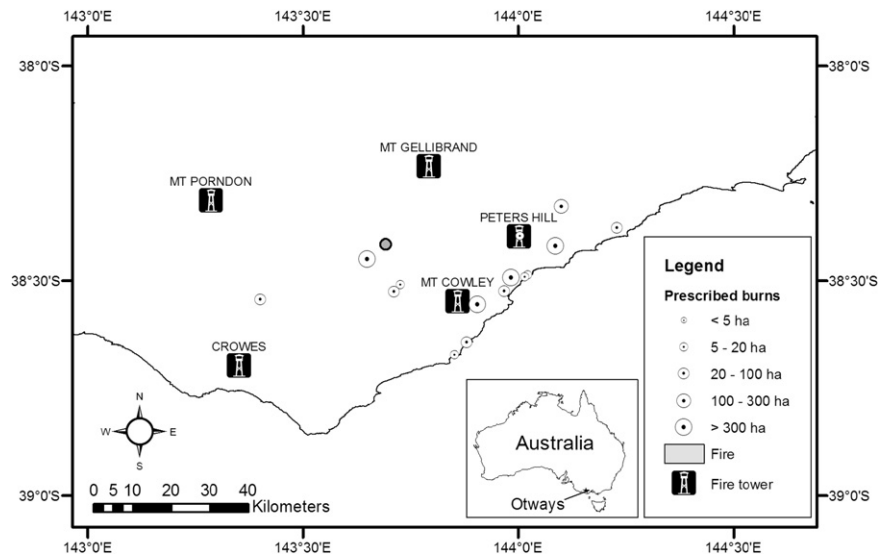 143°0'E 143°30'E 144°0'E 144°30'E
38°0'S 38°0'S
MT GELLIBRAND
MT PORNDON
PETERS HILL
38°30'S 38°30'S
MT COWLEY
CROWES
N
W E
S
0 5 10 20 30 40
Kilometers
Australia
Otways
Legend
Prescribed burns
< 5 ha
5 - 20 ha
20 - 100 ha
100 - 300 ha
> 300 ha
Fire
Fire tower
39°0'S 39°0'S
143°0'E 143°30'E 144°0'E 144°30'E